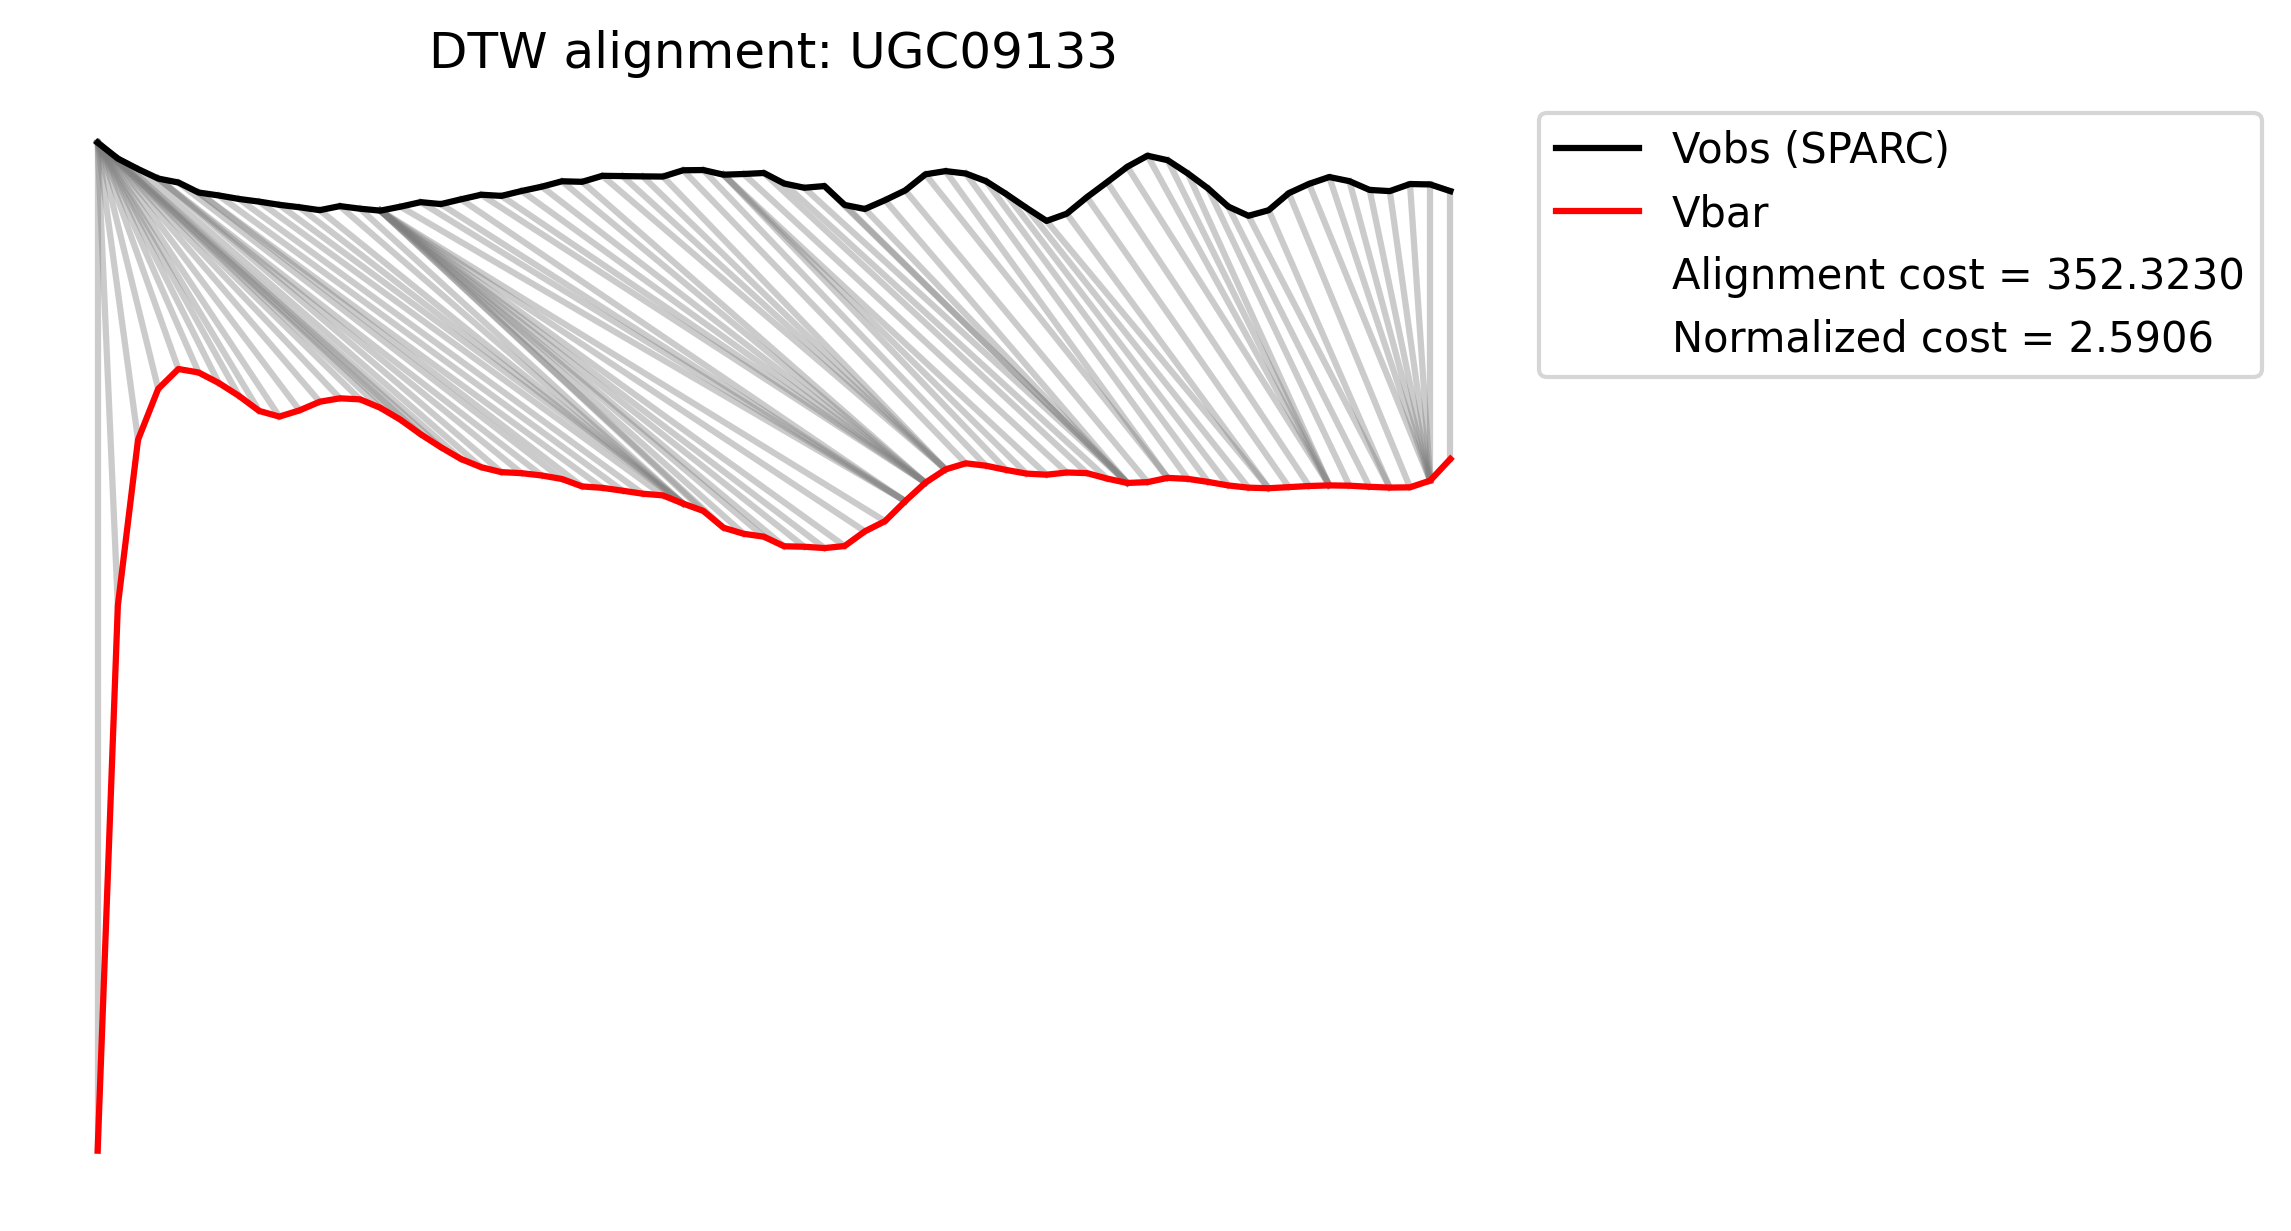 DTW alignment: UGC09133
Vobs (SPARC)
Vbar
Alignment cost = 352.3230
Normalized cost = 2.5906